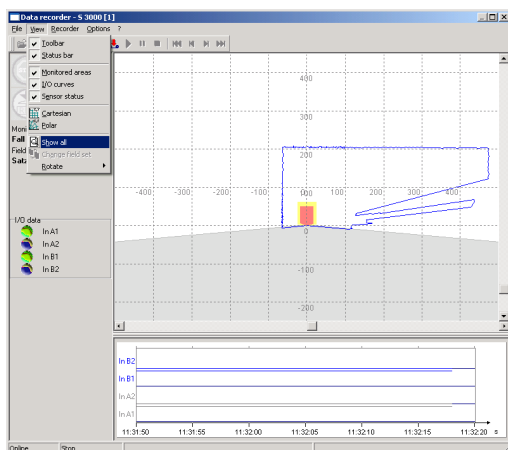 Data recorder - S 3000 [1]
File View Recorder Options ?
Toolbar
Status bar
Monitored areas
I/O curves
Sensor status
Cartesian
Polar
Show all
Change field set
Rotate
Moni
Fall
Field
Satz
I/O data
In A1
In A2
In B1
In B2
400
300
200
-400 -300 -200 -100 0 100 200 300 400
0
-100
-200
In B2
In B1
In A2
In A1
11:31:50 11:31:55 11:32:00 11:32:05 11:32:10 11:32:15 11:32:20 s
Online Stop